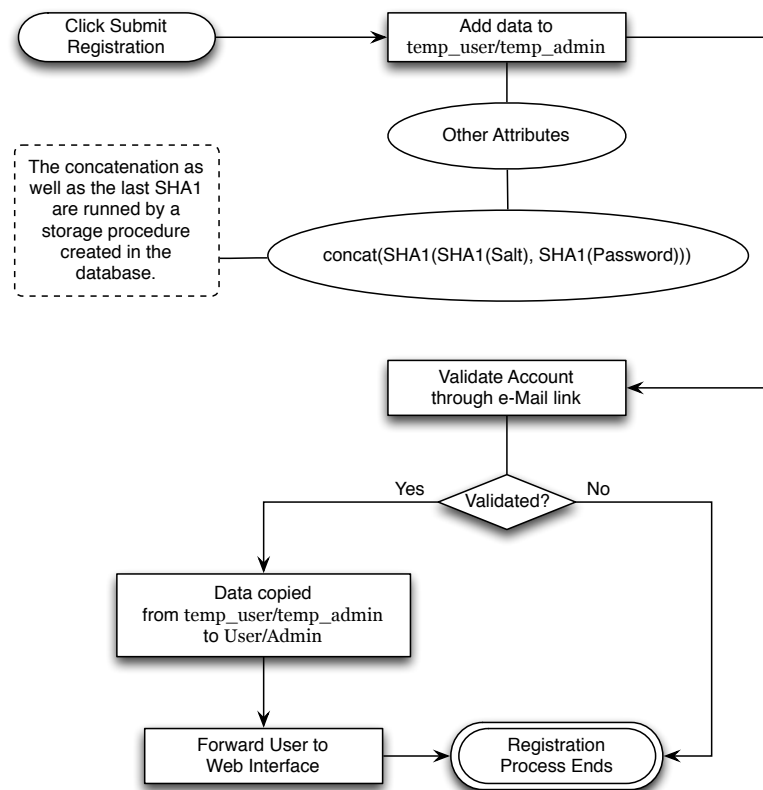 Click Submit
Registration
Add data to
temp_user/temp_admin
Other Attributes
The concatenation as
well as the last SHA1
are runned by a
storage procedure
created in the
database.
concat(SHA1(SHA1(Salt), SHA1(Password)))
Validate Account
through e-Mail link
Yes
Validated?
No
Data copied
from temp_user/temp_admin
to User/Admin
Forward User to
Web Interface
Registration
Process Ends